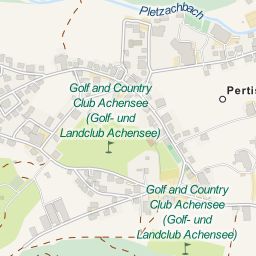 Pletzachbach
Golf and Country
Club Achensee
(Golf- und
Landclub Achensee)
Pertis
Golf and Country
Club Achensee
(Golf- und
Landclub Achensee)